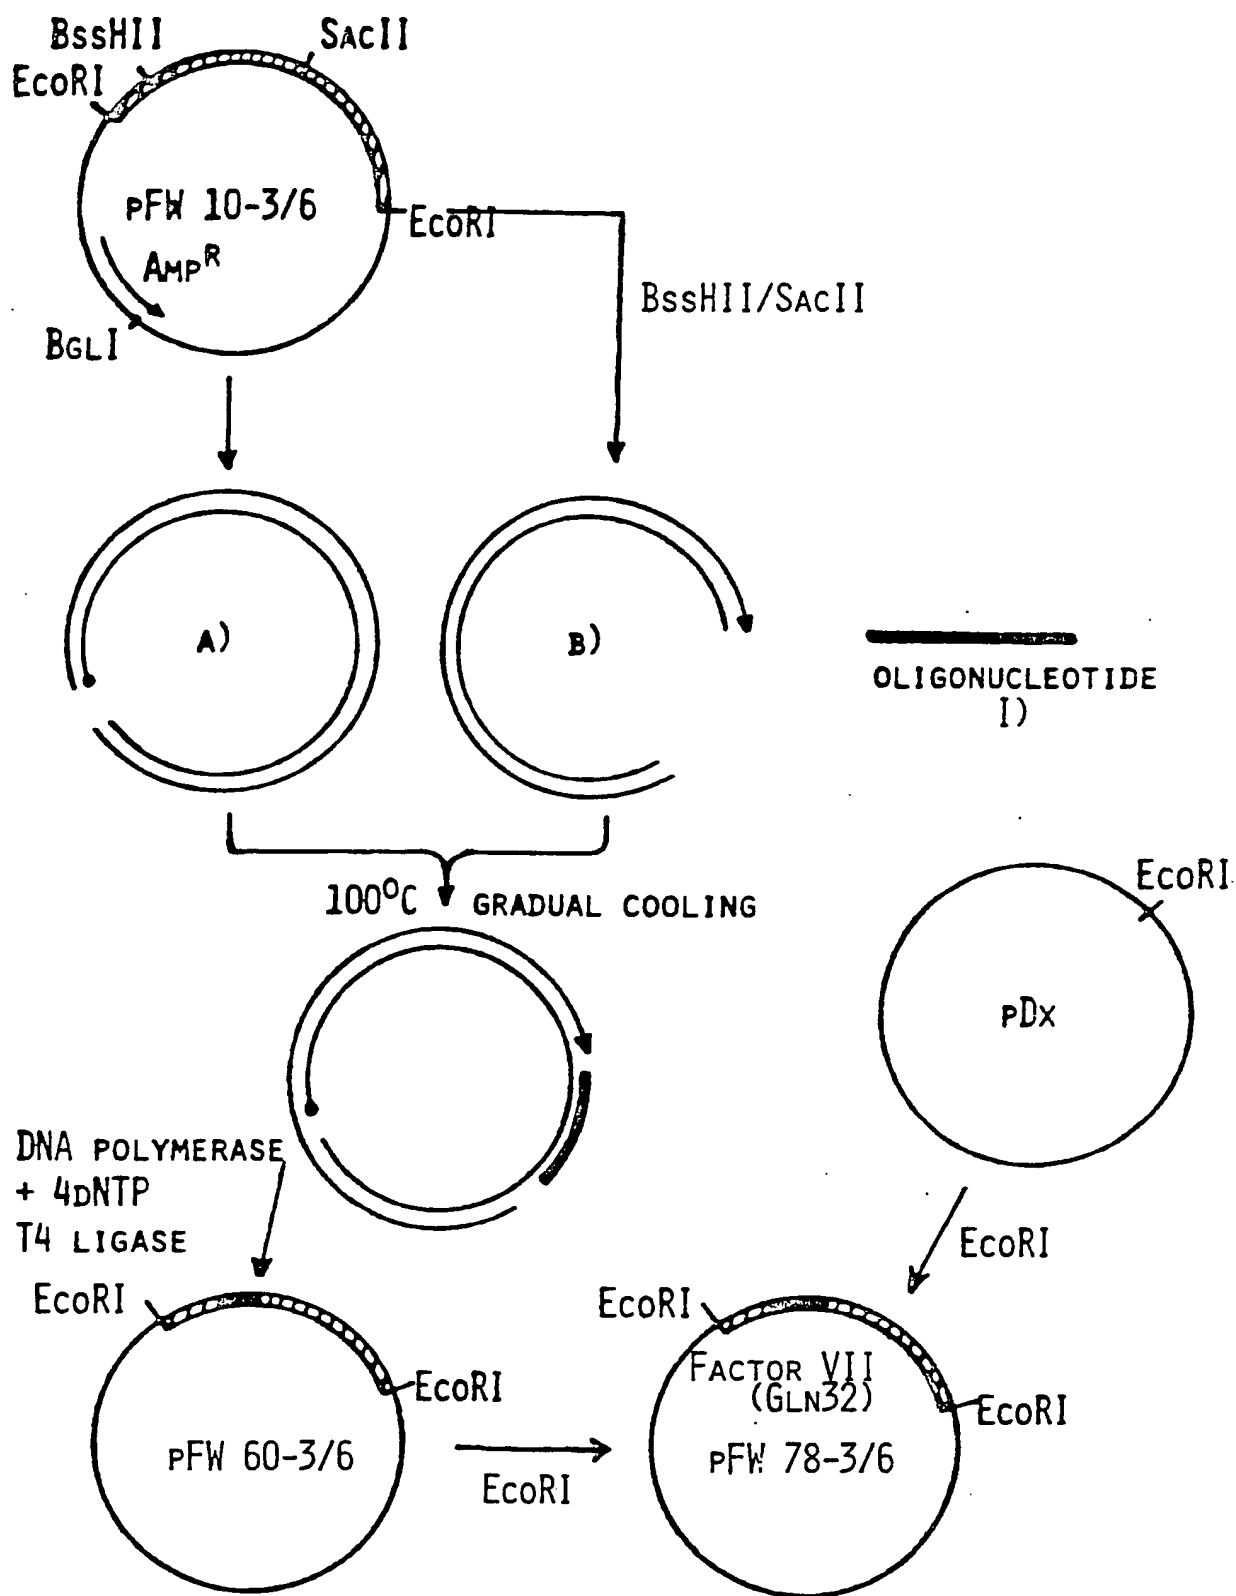 BssHII
SacII
EcoRI
pFW 10-3/6
EcoRI
AmpR
BglI
BssHII/SacII
A)
B)
OLIGONUCLEOTIDE
I)
100°C GRADUAL COOLING
EcoRI
pDx
DNA POLYMERASE
+ 4dNTP
T4 LIGASE
EcoRI
EcoRI
EcoRI
EcoRI
pFW 60-3/6
EcoRI
Factor VII
(Gln32)
EcoRI
pFW 78-3/6